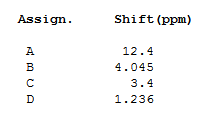 Assign. Shift(ppm)
A 12.4
B 4.045
C 3.4
D 1.236